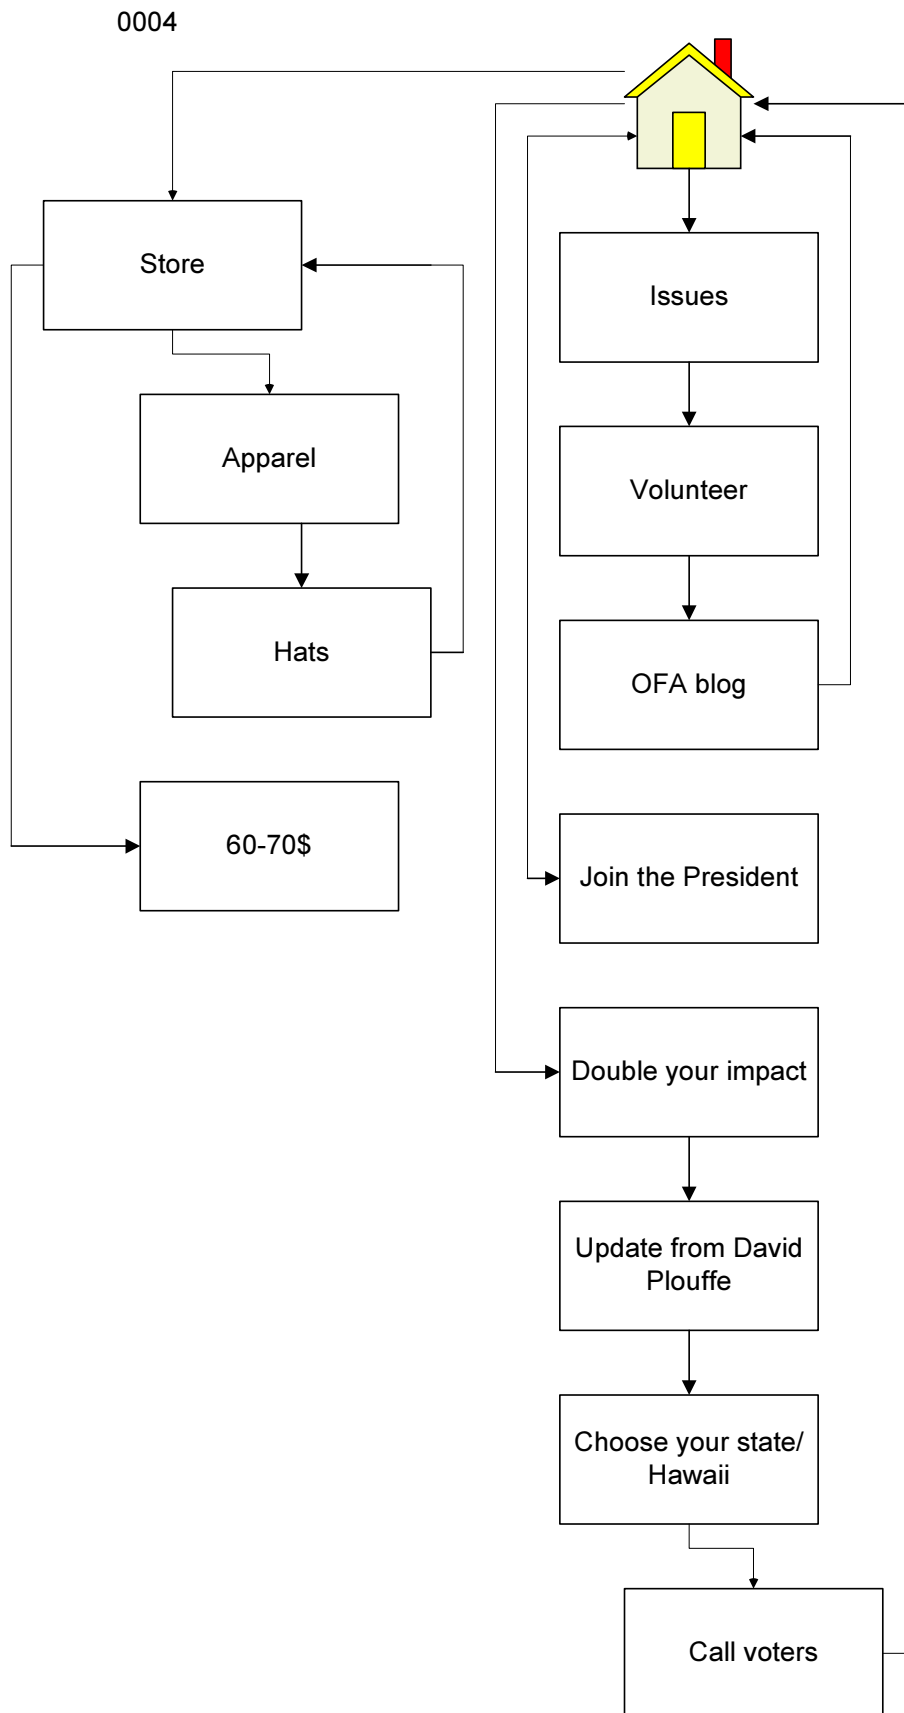 0004
Store
Issues
Apparel
Volunteer
Hats
OFA blog
60-70$
Join the President
Double your impact
Update from David
Plouffe
Choose your state/
Hawaii
Call voters